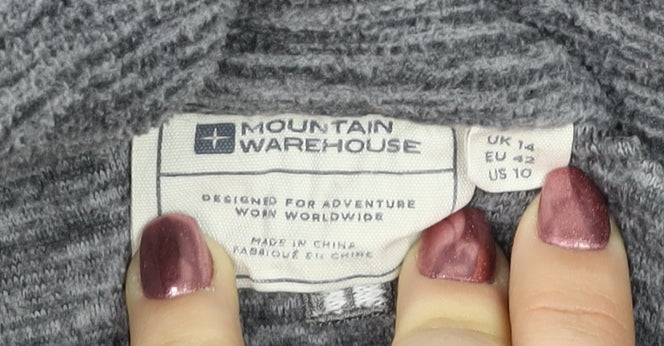 MOUNTAIN
WAREHOUSE
DESIGNED FOR ADVENTURE
WORN WORLDWIDE
MADE IN CHINA
FABRIQUÉ EN CHINE
UK 14
EU 42
US 10